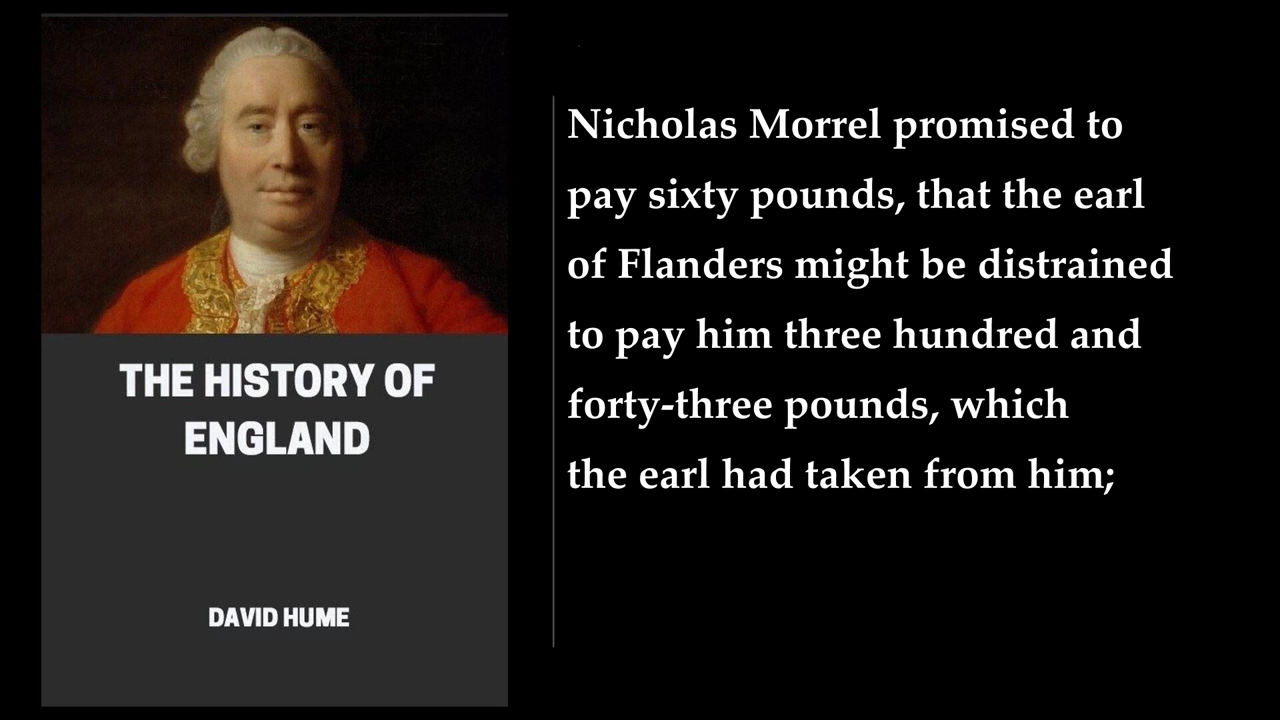 THE HISTORY OF
ENGLAND
DAVID HUME
Nicholas Morrel promised to
pay sixty pounds, that the earl
of Flanders might be distrained
to pay him three hundred and
forty-three pounds, which
the earl had taken from him;